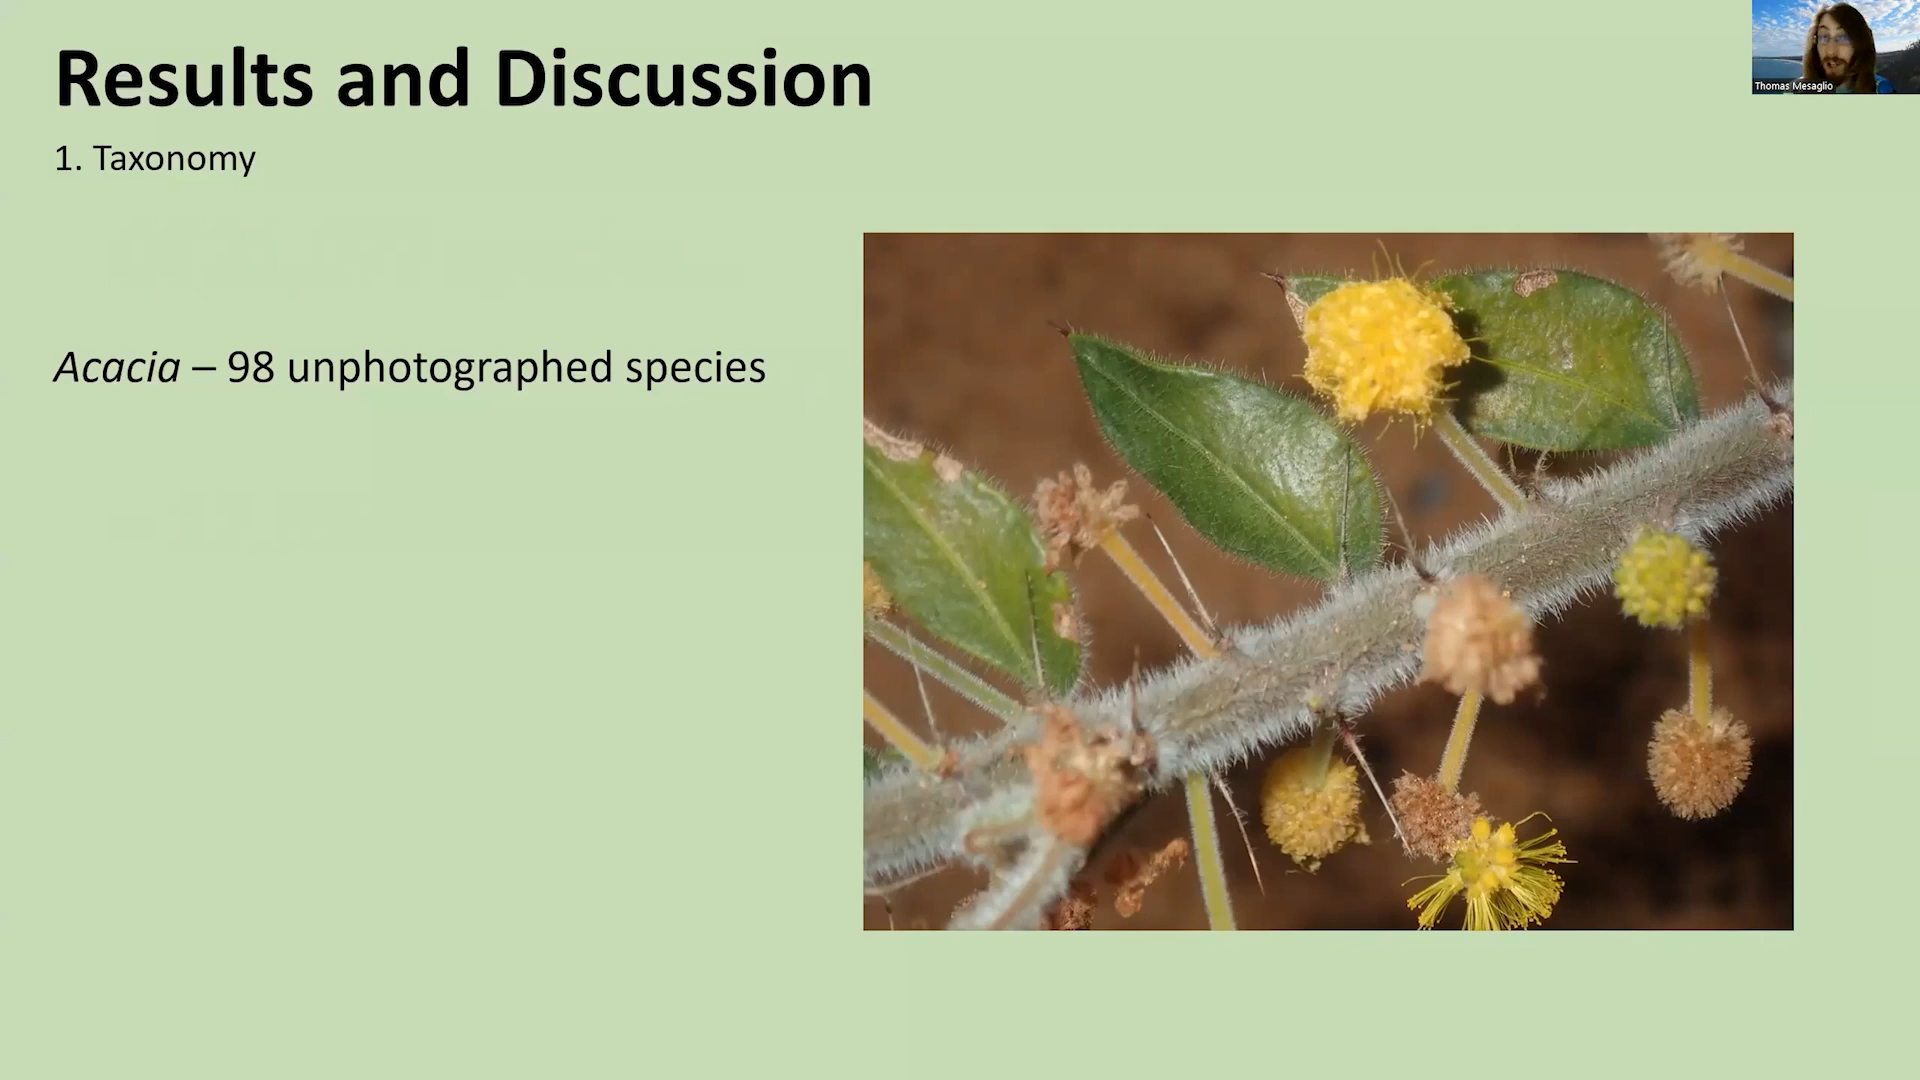 Results and Discussion
Thomas Mesaglio
1. Taxonomy
Acacia – 98 unphotographed species